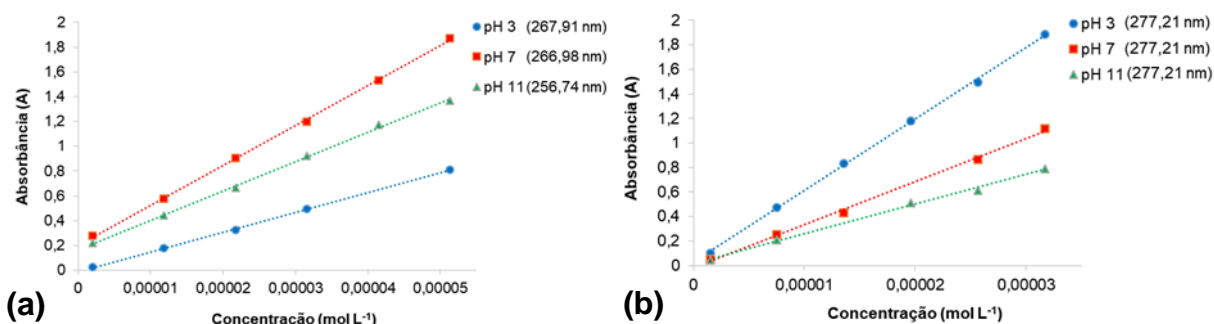 2
1,8
1,6
1,4
1,2
1
0,8
0,6
0,4
0,2
0
Absorbância (A)
0 0,00001 0,00002 0,00003 0,00004 0,00005
Concentração (mol L⁻¹)
pH 3 (267,91 nm)
pH 7 (266,98 nm)
pH 11 (256,74 nm)
(a)
2
1,8
1,6
1,4
1,2
1
0,8
0,6
0,4
0,2
0
Absorbância (A)
0 0,00001 0,00002 0,00003
Concentração (mol L⁻¹)
pH 3 (277,21 nm)
pH 7 (277,21 nm)
pH 11 (277,21 nm)
(b)